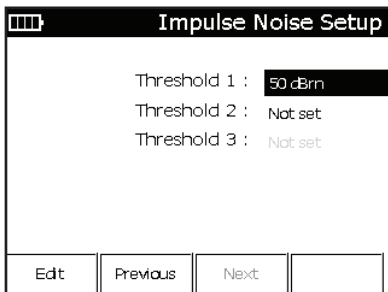 Impulse Noise Setup
Threshold 1 : 50 dBrn
Threshold 2 : Not set
Threshold 3 : Not set
Edit Previous Next